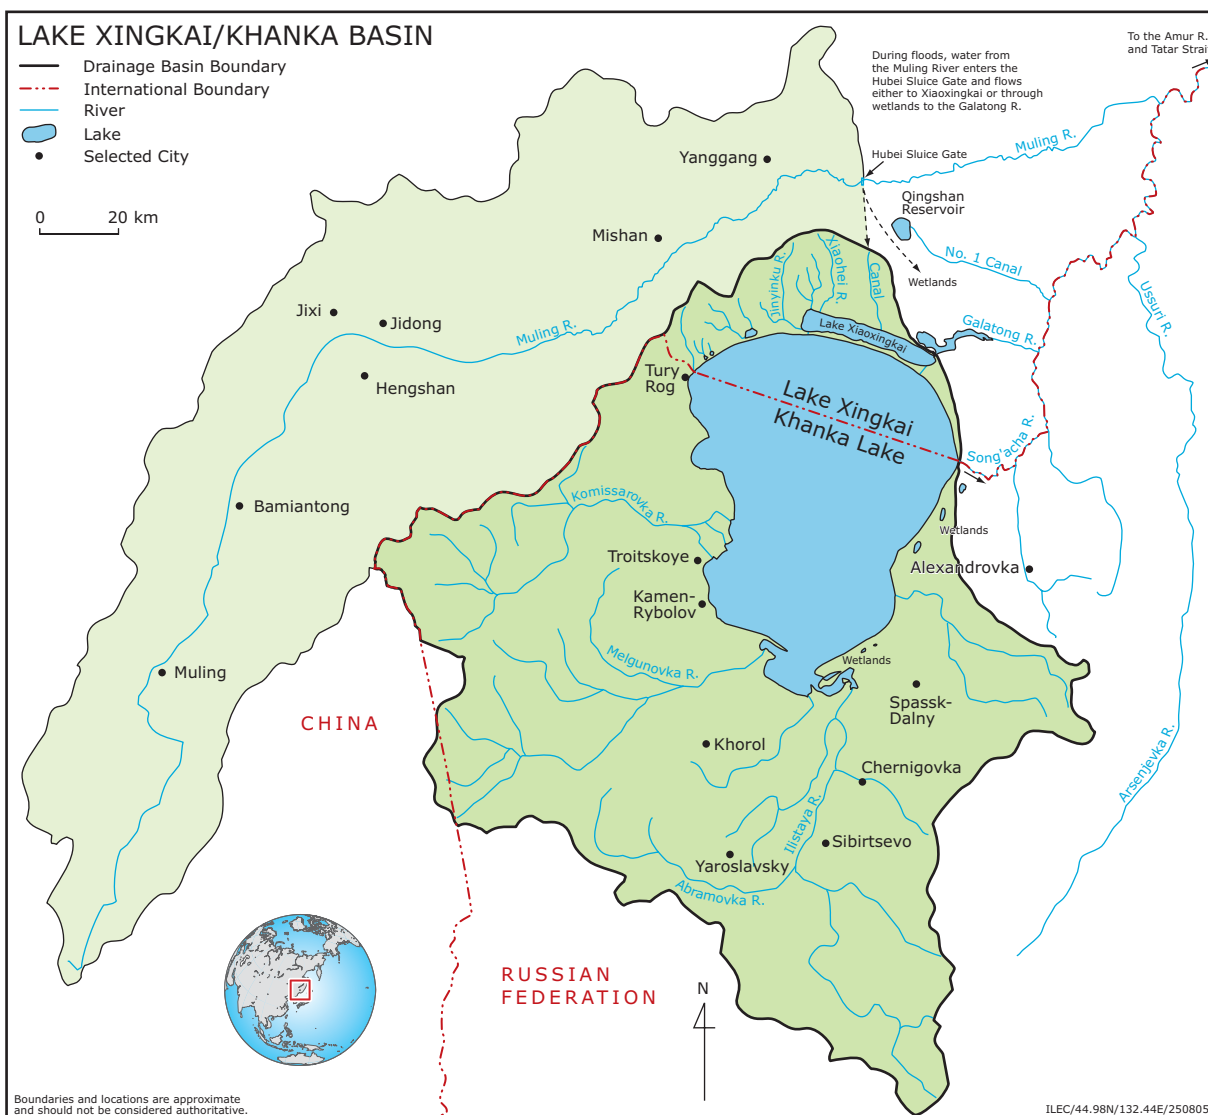 LAKE XINGKAI/KHANKA BASIN
Drainage Basin Boundary
International Boundary
River
Lake
Selected City
0 20 km
During floods, water from
the Muling River enters the
Hubei Sluice Gate and flows
either to Xiaoxingkai or through
wetlands to the Galatong R.
To the Amur R.
and Tatar Strait
Muling R.
Hubei Sluice Gate
Yanggang
Qingshan
Reservoir
Mishan
No. 1 Canal
Wetlands
Jinyinku R.
Xiaohei R.
Canal
Ussuri R.
Jixi
Jidong
Muling R.
Lake Xiaoxingkai
Galatong R.
Hengshan
Tury
Rog
Lake Xingkai
Khanka Lake
Song'acha R.
Bamiantong
Komissarovka R.
Wetlands
Troitskoye
Alexandrovka
Kamen-
Rybolov
Melgunovka R.
Wetlands
Muling
Spassk-
Dalny
CHINA
Khorol
Chernigovka
Arsenjevka R.
Ilistaya R.
Sibirtsevo
Yaroslavsky
Abramovka R.
RUSSIAN
FEDERATION
N
Boundaries and locations are approximate
and should not be considered authoritative.
ILEC/44.98N/132.44E/250805